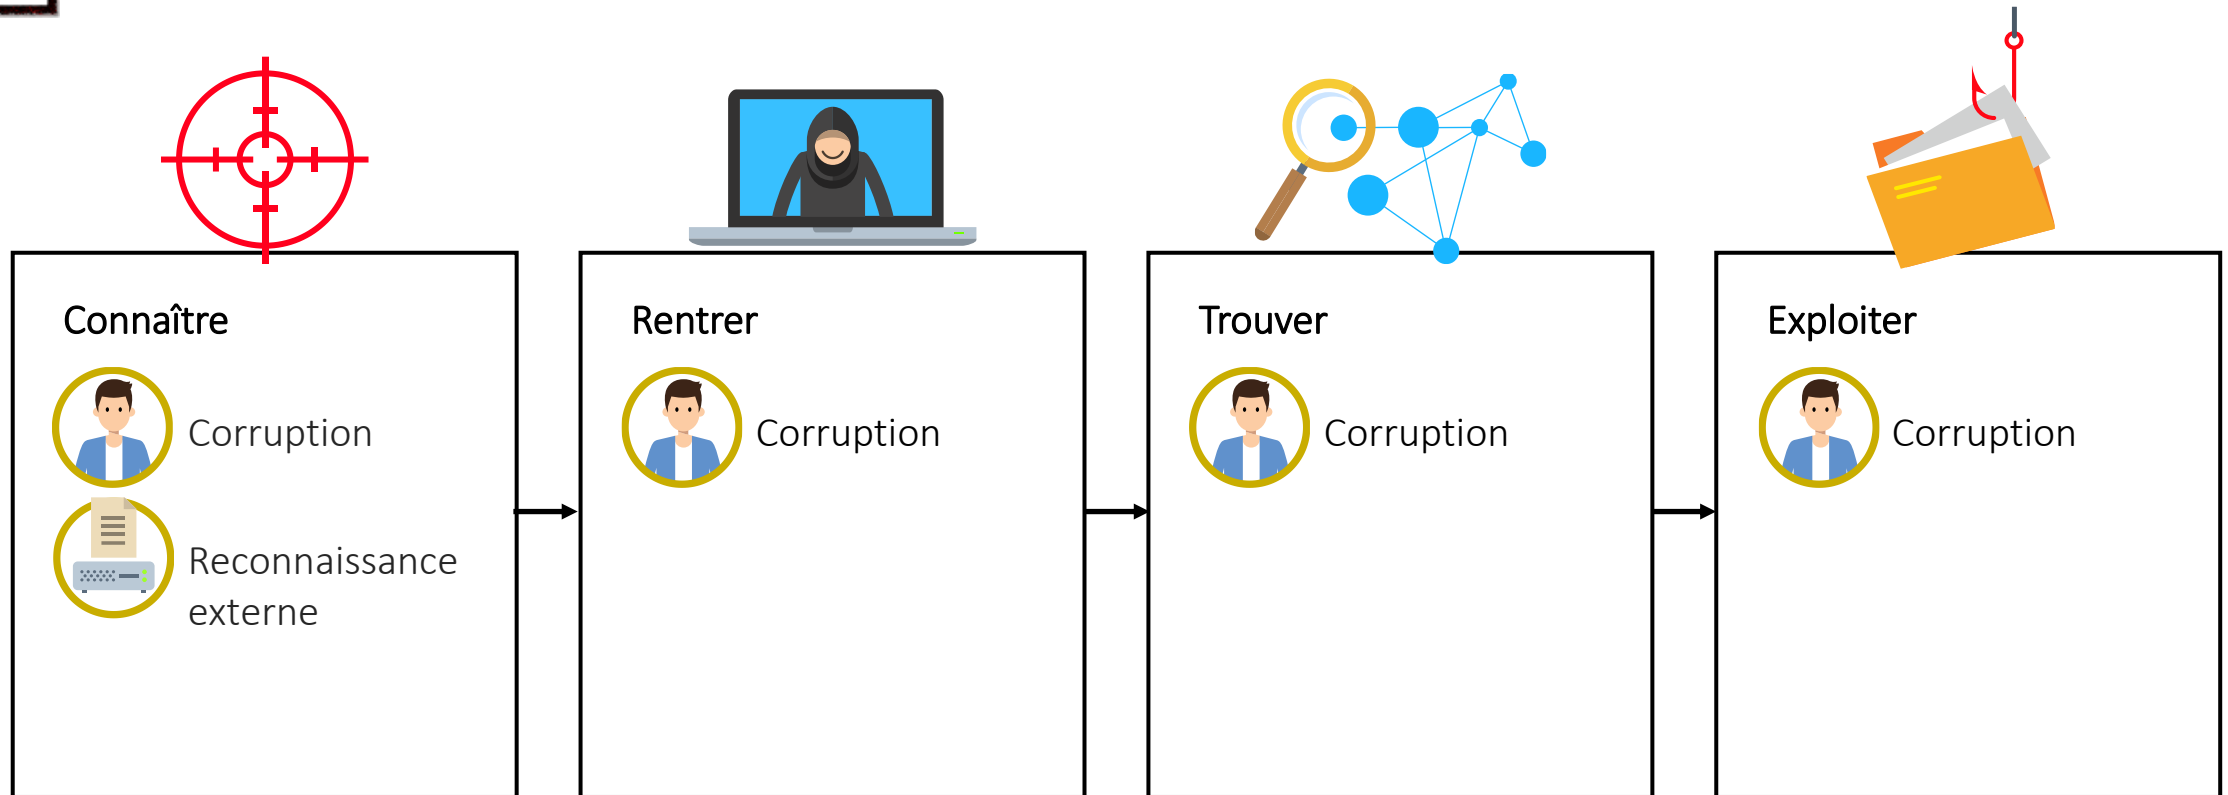 Connaître
Corruption
Reconnaissance
externe
Rentrer
Corruption
Trouver
Corruption
Exploiter
Corruption